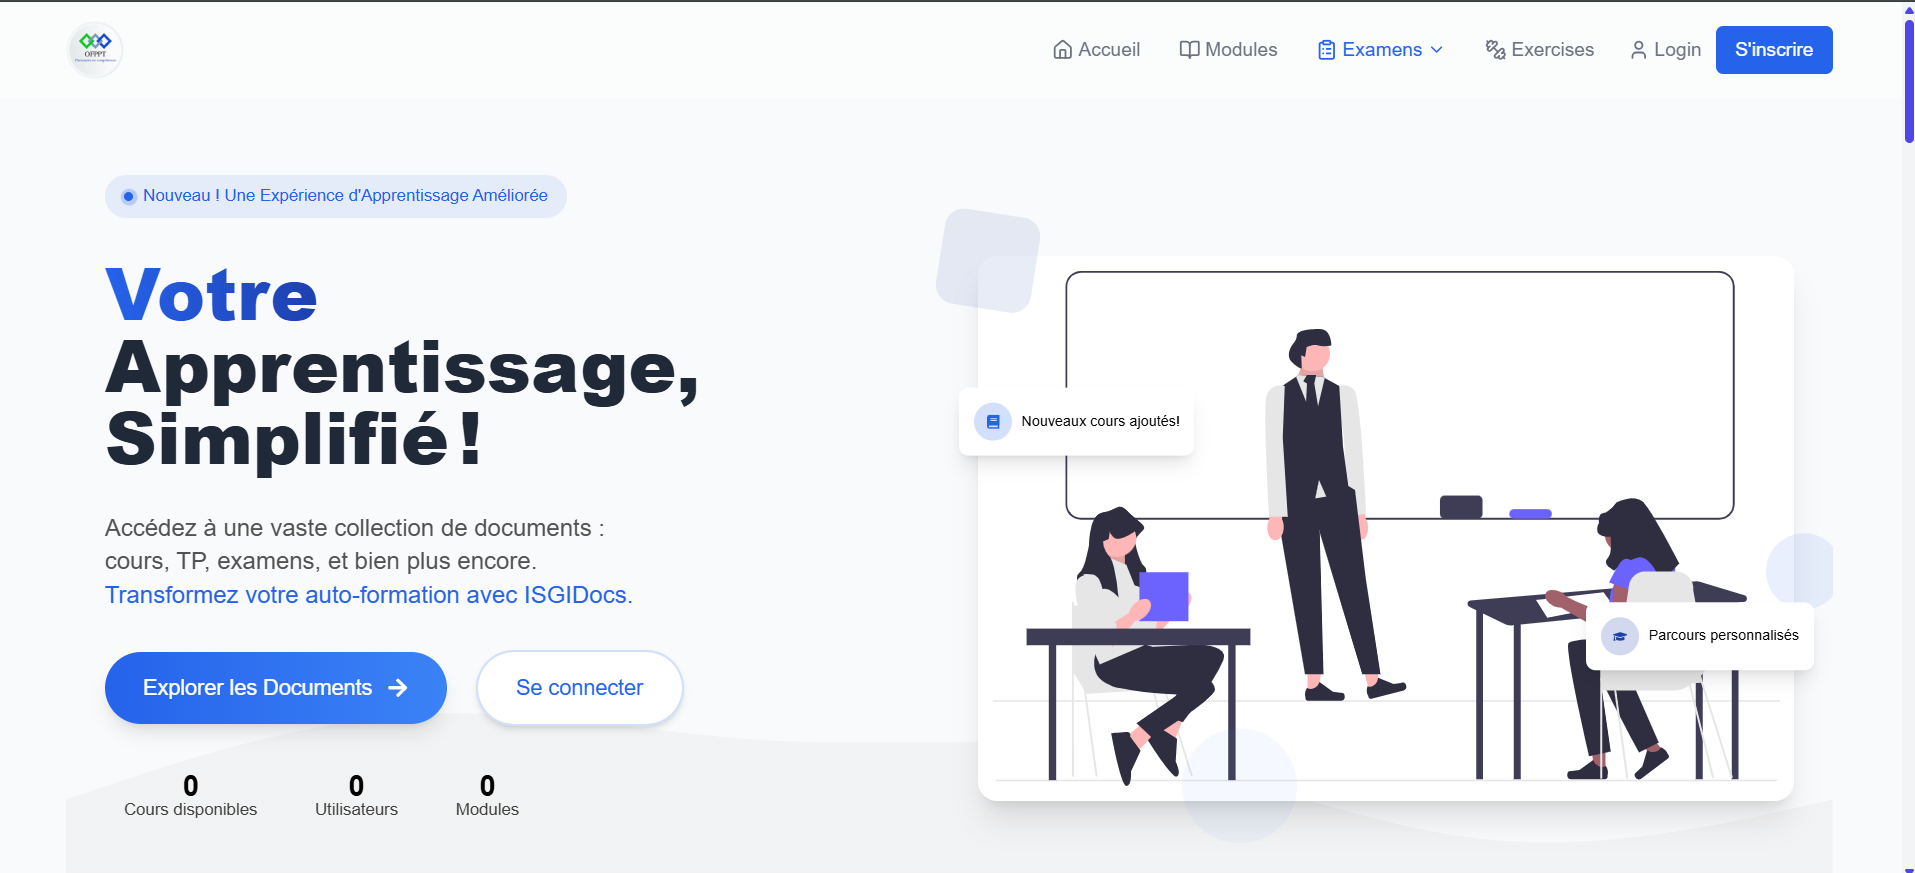 OFPPT
Accueil
Modules
Examens
Exercises
Login
S'inscrire
Nouveau ! Une Expérience d'Apprentissage Améliorée
Votre
Apprentissage,
Simplifié !
Accédez à une vaste collection de documents :
cours, TP, examens, et bien plus encore.
Transformez votre auto-formation avec ISGIDocs.
Explorer les Documents
Se connecter
0
Cours disponibles
0
Utilisateurs
0
Modules
Nouveaux cours ajoutés!
Parcours personnalisés